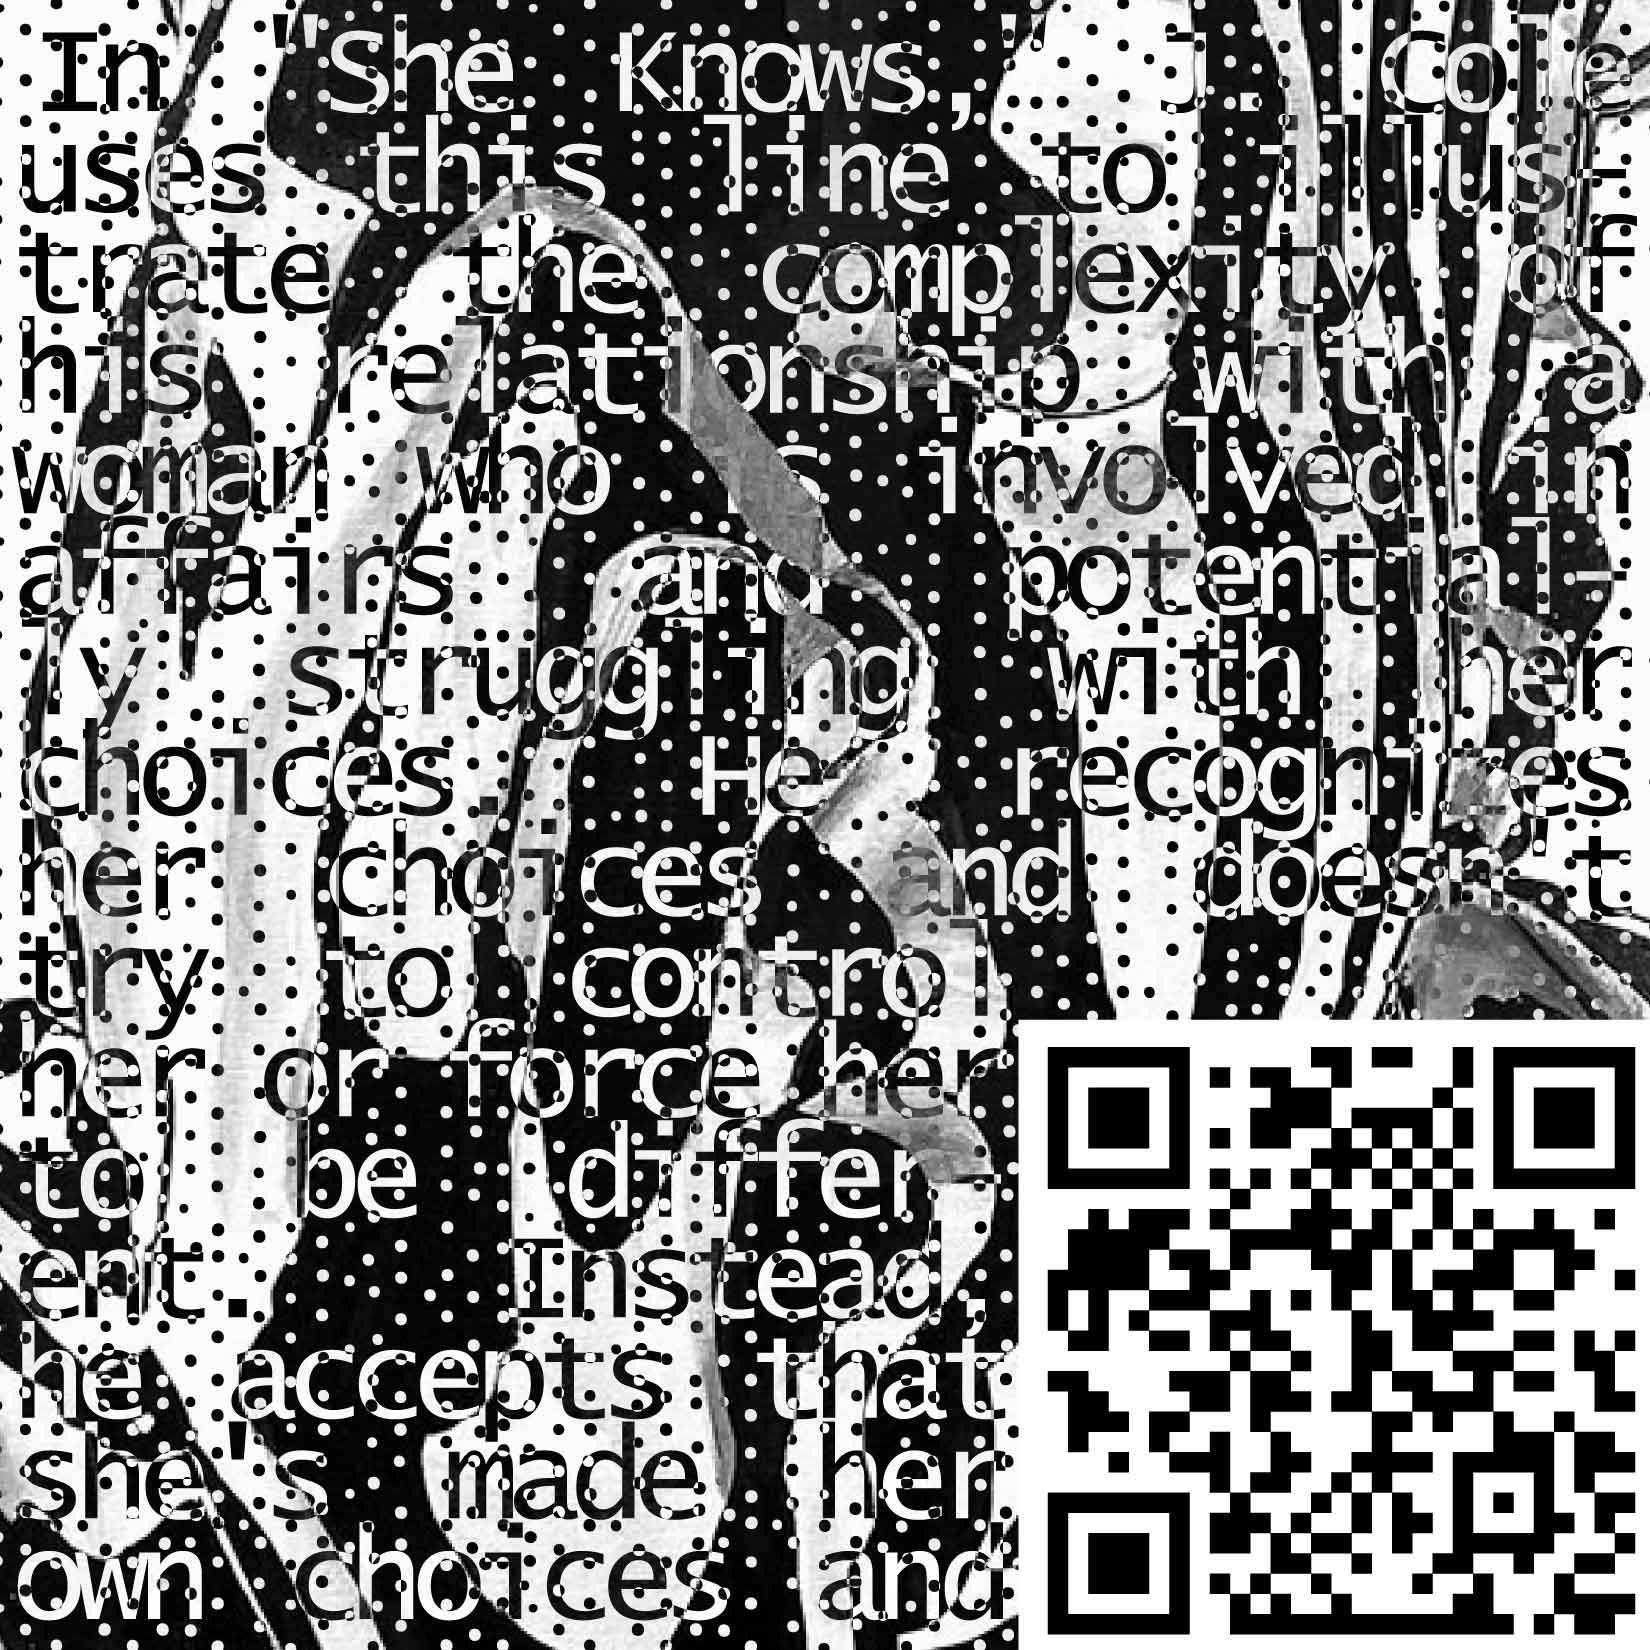 In "She Knows," J. Cole
uses this line to illus-
trate the complexity of
his relationship with a
woman who is involved in
affairs and potential-
ly struggling with her
choices. He recognizes
her choices and doesn't
try to control
her or force her
to be differ-
ent. Instead,
he accepts that
she's made her
own choices and